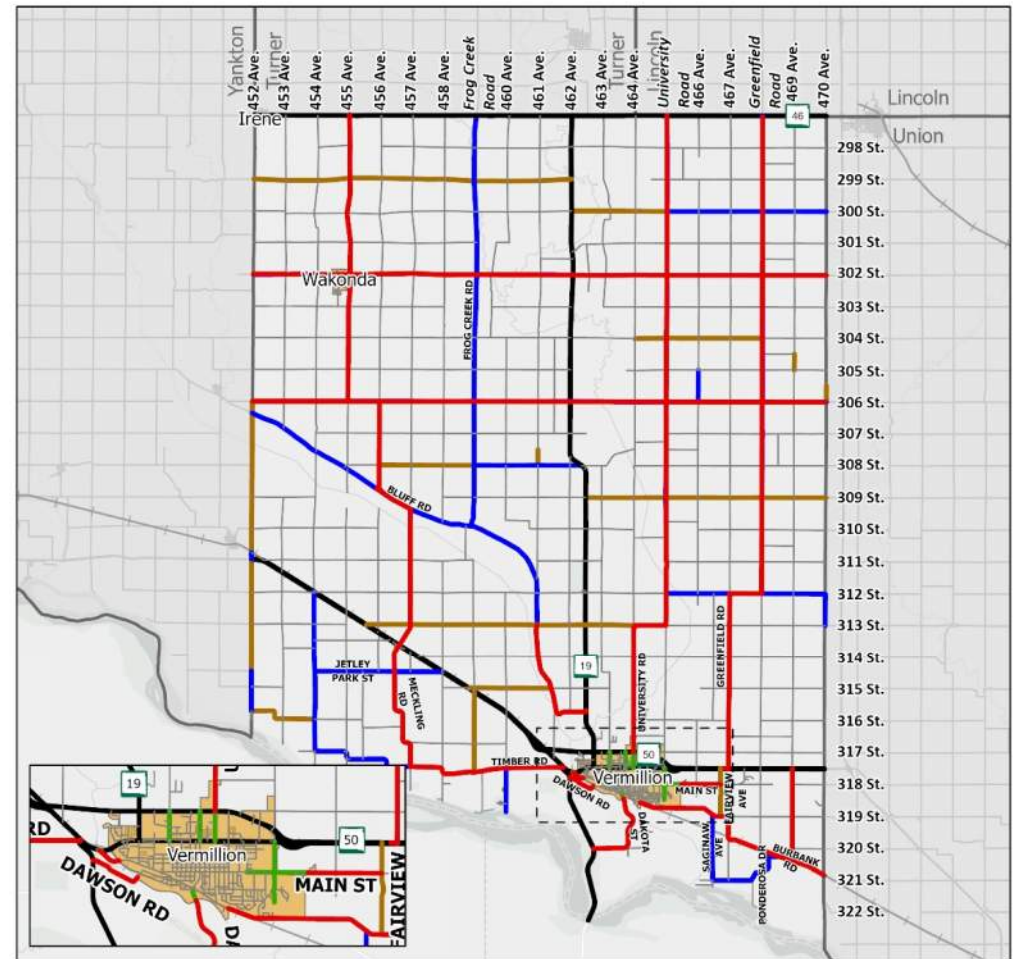 Yankton
Turner
452 Ave.
453 Ave.
454 Ave.
455 Ave.
456 Ave.
457 Ave.
458 Ave.
Frog Creek
Road
460 Ave.
461 Ave.
462 Ave.
463 Ave.
Turner
464 Ave.
Lincoln
University
Road
466 Ave.
467 Ave.
Greenfield
Road
469 Ave.
470 Ave.
Irene
46
Lincoln
Union
298 St.
299 St.
300 St.
301 St.
302 St.
Wakonda
303 St.
FROG CREEK RD
304 St.
305 St.
306 St.
307 St.
308 St.
BLUFF RD
309 St.
310 St.
311 St.
312 St.
GREENFIELD RD
313 St.
UNIVERSITY RD
19
314 St.
JETLEY
PARK ST
MECKLING
RD
315 St.
316 St.
317 St.
50
TIMBER RD
Vermillion
318 St.
DAWSON RD
MAIN ST
FAIRVIEW
AVE
319 St.
DAKOTA
ST
SAGINAW
AVE
320 St.
BURBANK
RD
PONDEROSA DR
321 St.
322 St.
19
RD
Vermillion
50
DAWSON RD
MAIN ST
FAIRVIEW